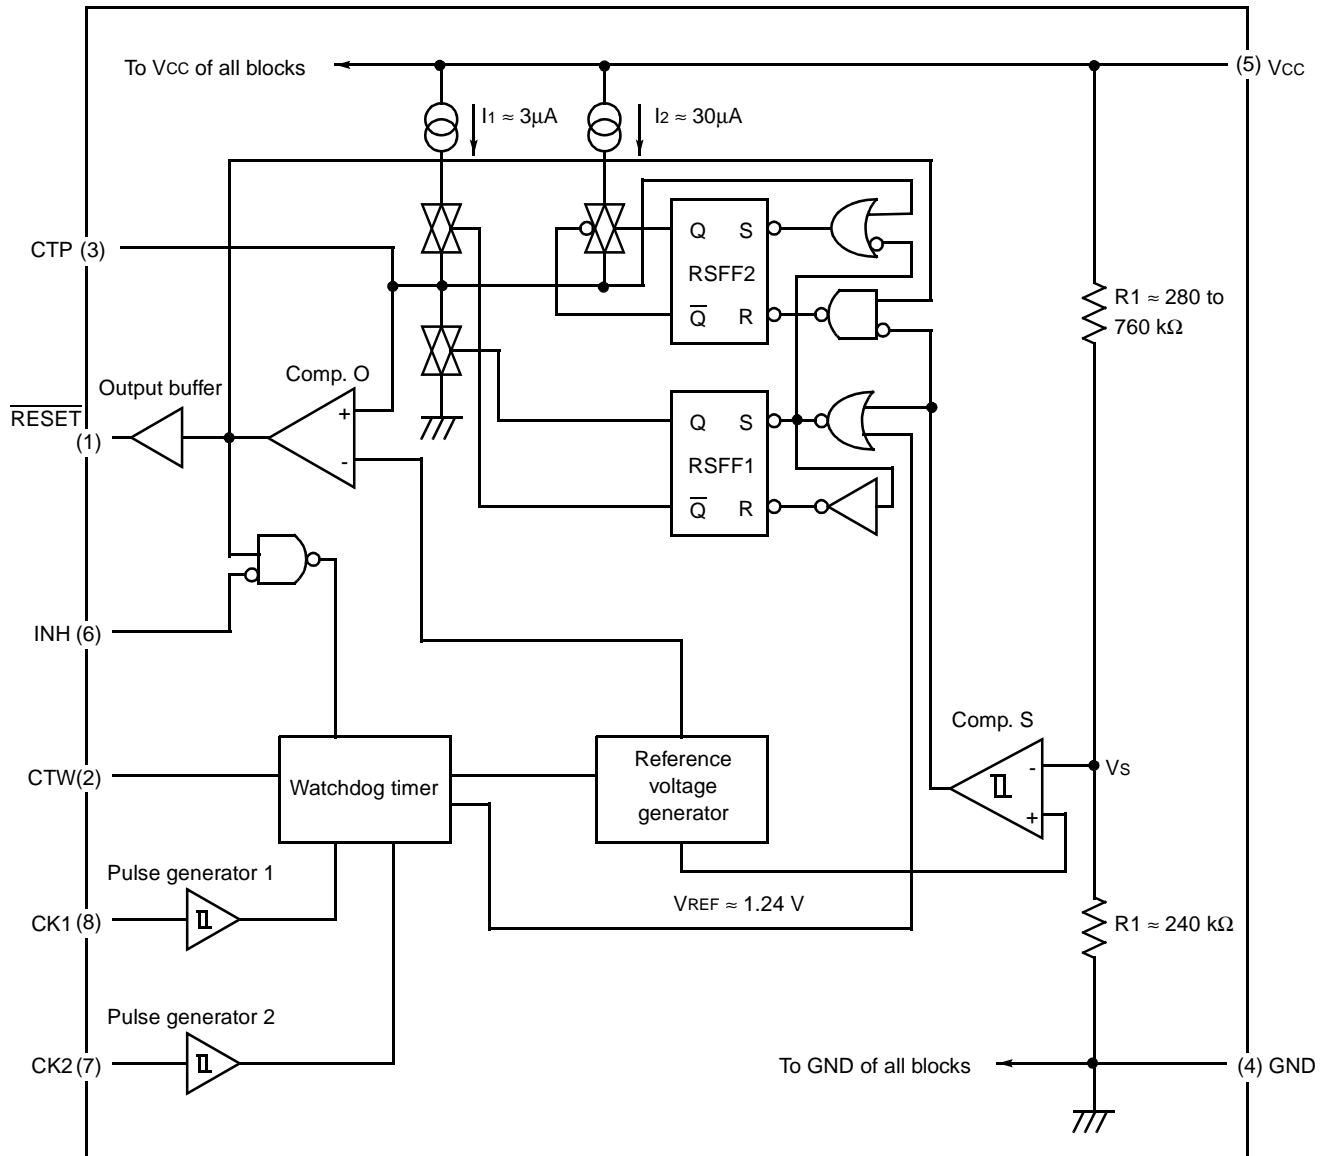 To VCC of all blocks
(5) VCC
I1 ≈ 3μA
I2 ≈ 30μA
CTP (3)
Q S
RSFF2
Q̅ R
R1 ≈ 280 to
760 kΩ
Output buffer
Comp. O
+
-
R̅E̅S̅E̅T̅
(1)
Q S
RSFF1
Q̅ R
INH (6)
Comp. S
-
+
VS
Reference
voltage
generator
CTW(2)
Watchdog timer
Pulse generator 1
VREF ≈ 1.24 V
CK1 (8)
R1 ≈ 240 kΩ
Pulse generator 2
CK2 (7)
To GND of all blocks
(4) GND